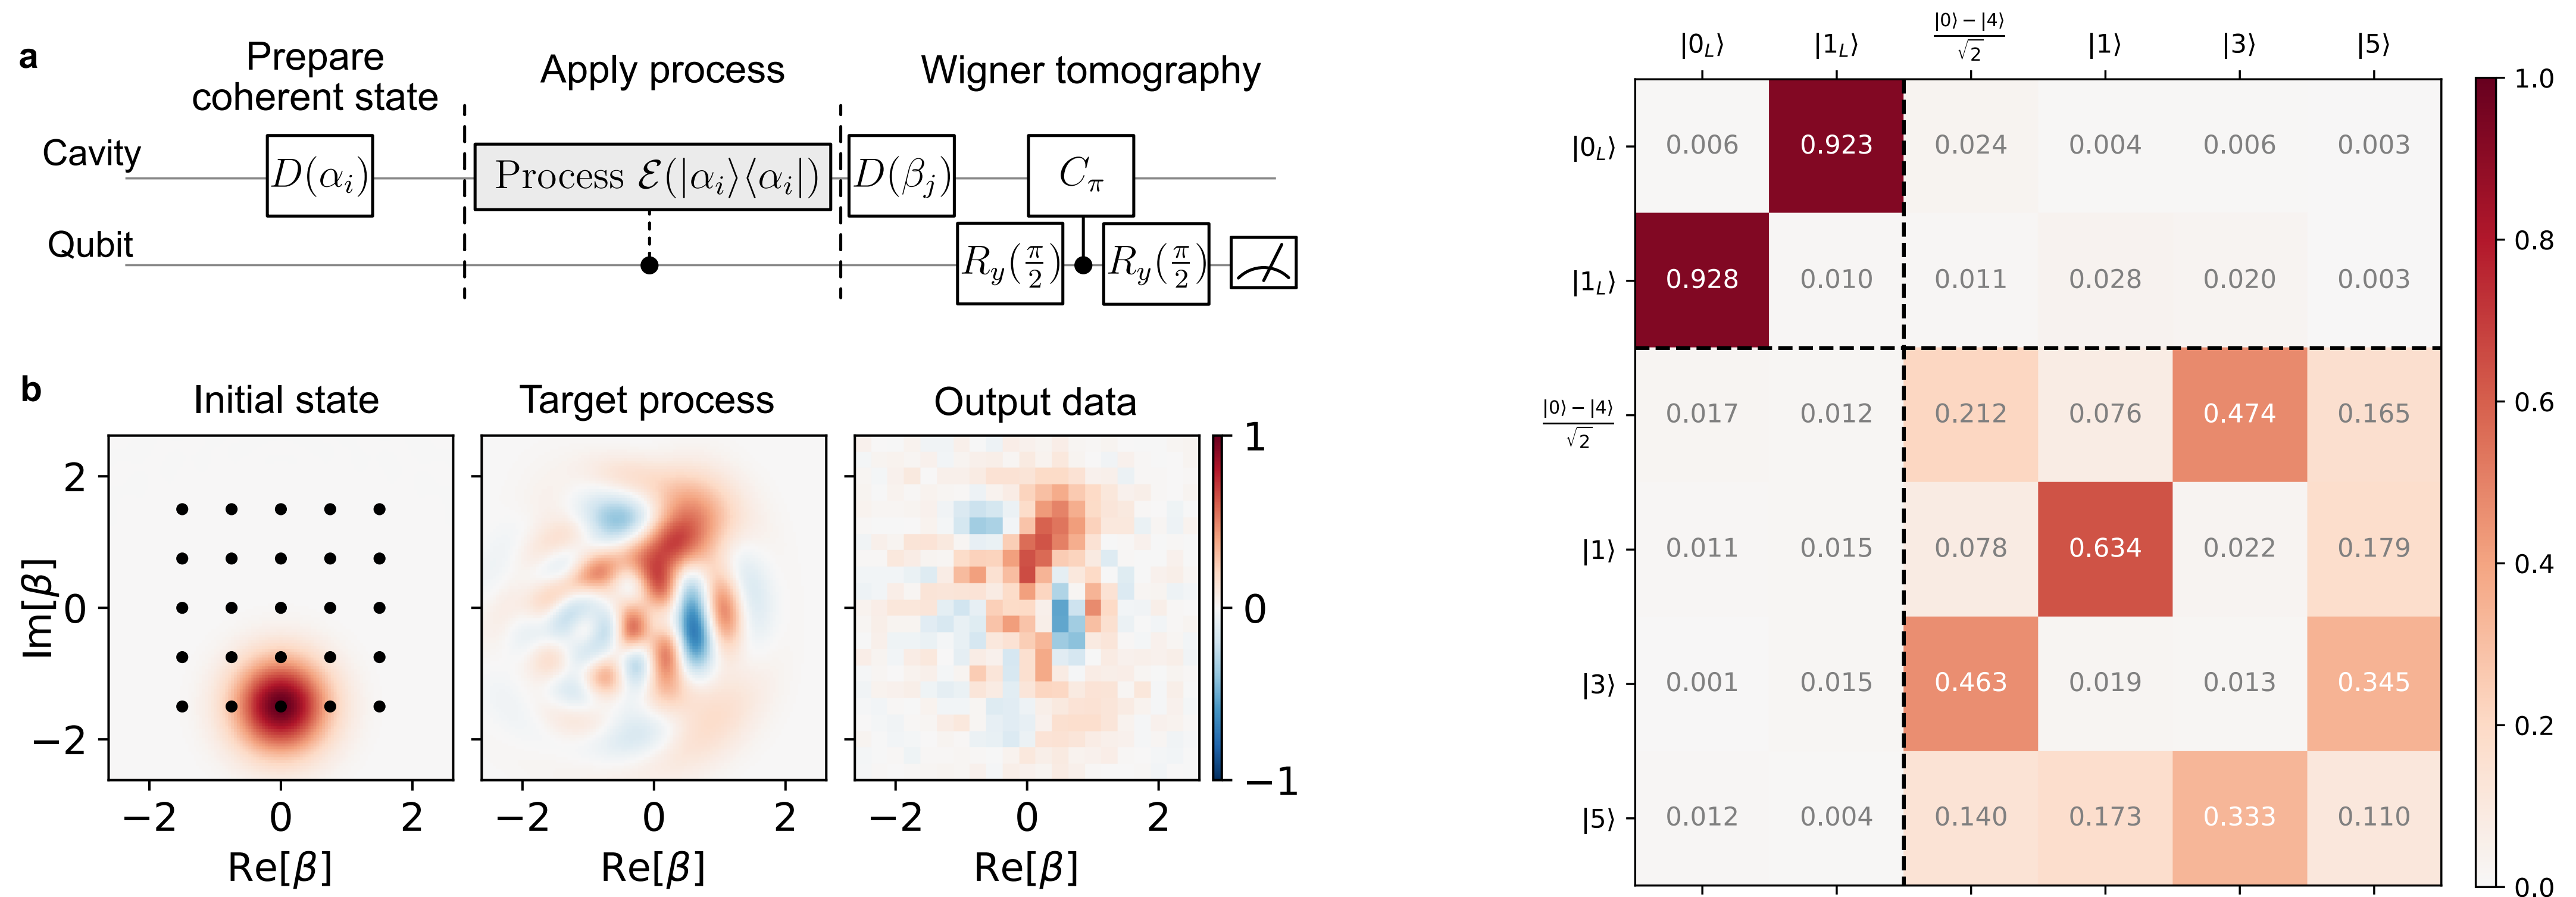 a
Prepare
coherent state
Apply process
Wigner tomography
Cavity
D(αᵢ)
Process ℰ(|αᵢ⟩⟨αᵢ|)
D(βⱼ)
C_π
Qubit
R_y(π/2)
R_y(π/2)
b
Initial state
Target process
Output data
Im[β]
2
0
−2
−2 0 2
−2 0 2
−2 0 2
Re[β]
Re[β]
Re[β]
1
0
−1
|0_L⟩ |1_L⟩ (|0⟩−|4⟩)/√2 |1⟩ |3⟩ |5⟩
|0_L⟩ 0.006 0.923 0.024 0.004 0.006 0.003
|1_L⟩ 0.928 0.010 0.011 0.028 0.020 0.003
(|0⟩−|4⟩)/√2 0.017 0.012 0.212 0.076 0.474 0.165
|1⟩ 0.011 0.015 0.078 0.634 0.022 0.179
|3⟩ 0.001 0.015 0.463 0.019 0.013 0.345
|5⟩ 0.012 0.004 0.140 0.173 0.333 0.110
1.0
0.8
0.6
0.4
0.2
0.0